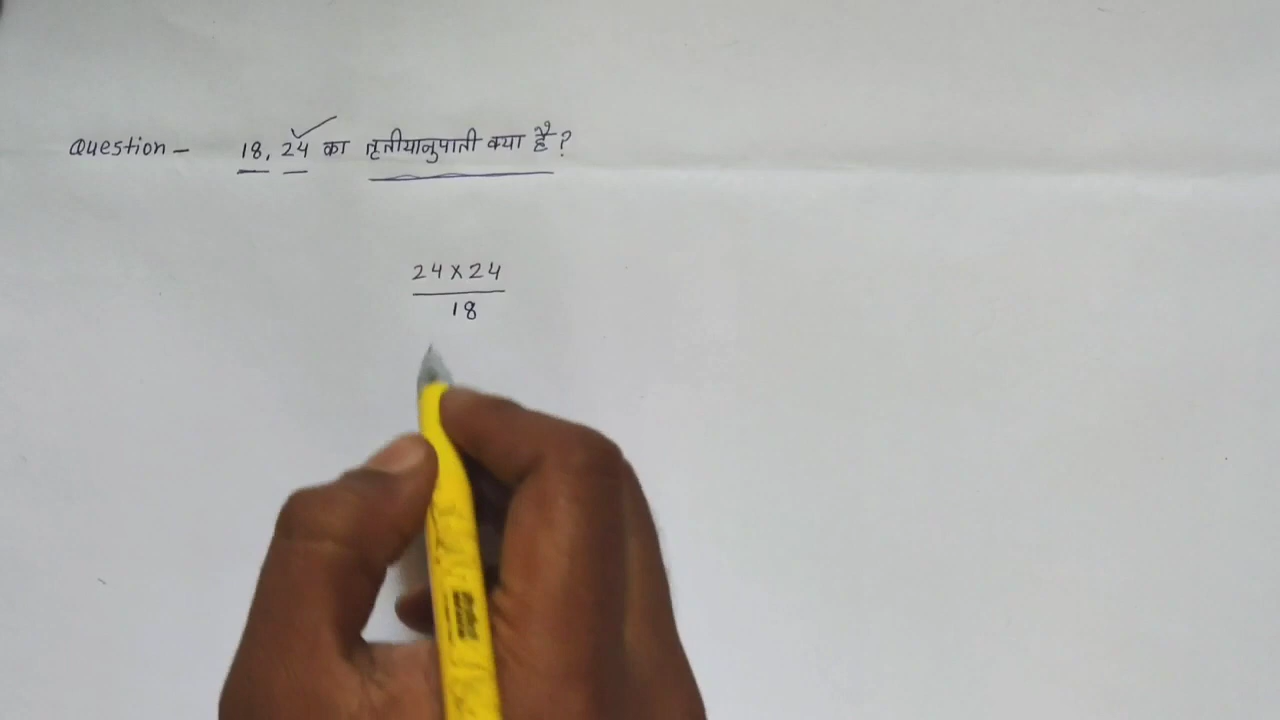 Question - 18, 24 का तृतीयानुपाती क्या है ?
24 x 24
18